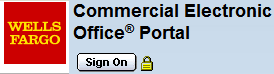 WELLS
FARGO
Commercial Electronic
Office® Portal
Sign On